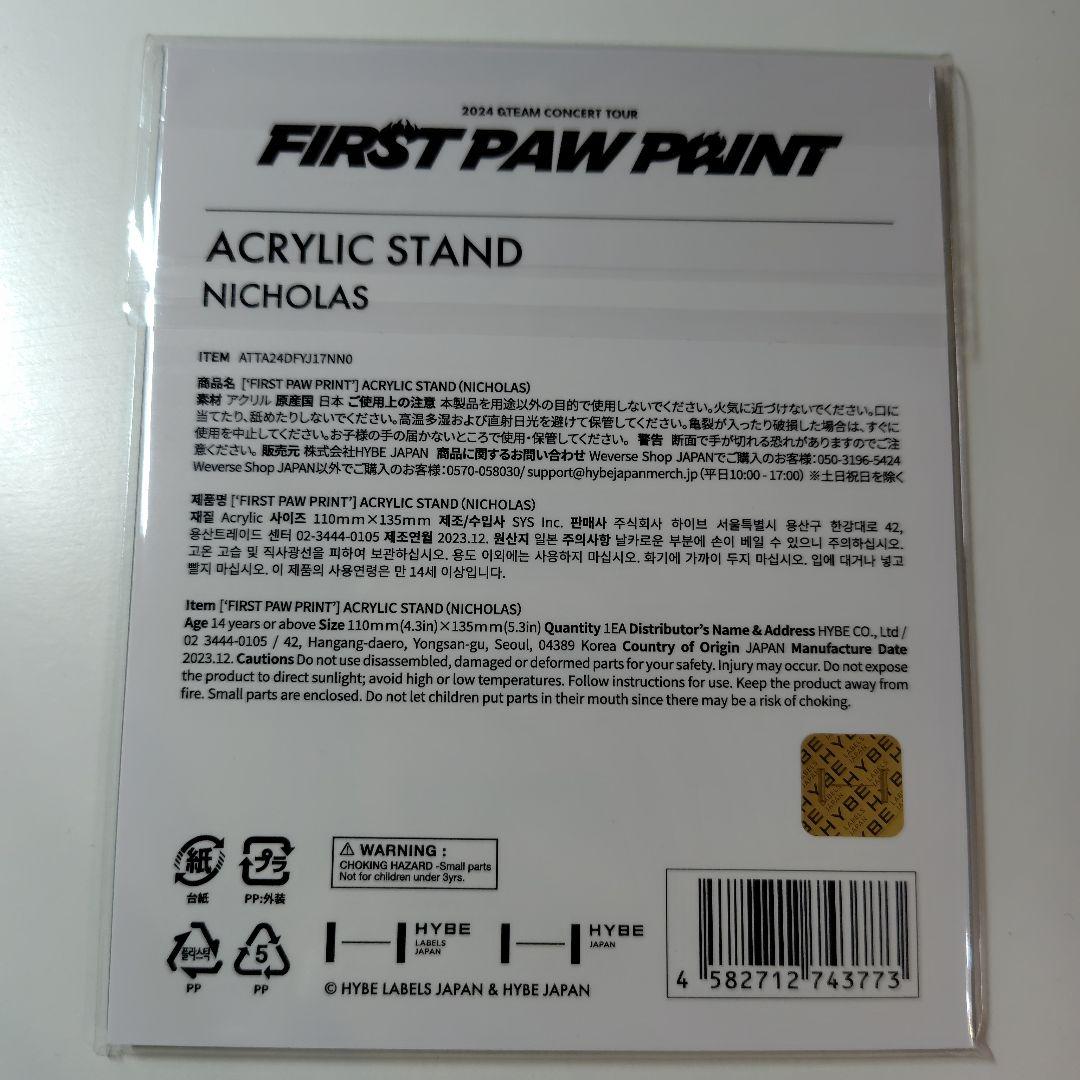 2024 &TEAM CONCERT TOUR
FIRST PAW PRINT
ACRYLIC STAND
NICHOLAS
ITEM ATTA24DFYJ17NN0
商品名 [‘FIRST PAW PRINT’] ACRYLIC STAND (NICHOLAS)
素材 アクリル 原産国 日本 ご使用上の注意 本製品を用途以外の目的で使用しないでください。火気に近づけないでください。口に
当てたり、舐めたりしないでください。高温多湿および直射日光を避けて保管してください。亀裂が入ったり破損した場合は、すぐに
使用を中止してください。お子様の手の届かないところで使用・保管してください。 警告 断面で手が切れる恐れがありますのでご注
意ください。 販売元 株式会社HYBE JAPAN 商品に関するお問い合わせ Weverse Shop JAPANでご購入のお客様：050-3196-5424
Weverse Shop JAPAN以外でご購入のお客様：0570-058030/ support@hybejapanmerch.jp (平日10:00 - 17:00) ※土日祝日を除く
제품명 [‘FIRST PAW PRINT’] ACRYLIC STAND (NICHOLAS)
재질 Acrylic 사이즈 110mm×135mm 제조/수입사 SYS Inc. 판매사 주식회사 하이브 서울특별시 용산구 한강대로 42,
용산트레이드 센터 02-3444-0105 제조연월 2023.12. 원산지 일본 주의사항 날카로운 부분에 손이 베일 수 있으니 주의하십시오.
고온 고습 및 직사광선을 피하여 보관하십시오. 용도 이외에는 사용하지 마십시오. 화기에 가까이 두지 마십시오. 입에 대거나 넣고
빨지 마십시오. 이 제품의 사용연령은 만 14세 이상입니다.
Item [‘FIRST PAW PRINT’] ACRYLIC STAND (NICHOLAS)
Age 14 years or above Size 110mm(4.3in)×135mm(5.3in) Quantity 1EA Distributor’s Name & Address HYBE CO., Ltd /
02 3444-0105 / 42, Hangang-daero, Yongsan-gu, Seoul, 04389 Korea Country of Origin JAPAN Manufacture Date
2023.12. Cautions Do not use disassembled, damaged or deformed parts for your safety. Injury may occur. Do not expose
the product to direct sunlight; avoid high or low temperatures. Follow instructions for use. Keep the product away from
fire. Small parts are enclosed. Do not let children put parts in their mouth since there may be a risk of choking.
HYBE LABELS JAPAN
紙
台紙
プラ
PP:外装
⚠ WARNING :
CHOKING HAZARD -Small parts
Not for children under 3yrs.
플라스틱
PP
5
PP
HYBE
LABELS
JAPAN
HYBE
JAPAN
© HYBE LABELS JAPAN & HYBE JAPAN
4 582712 743773